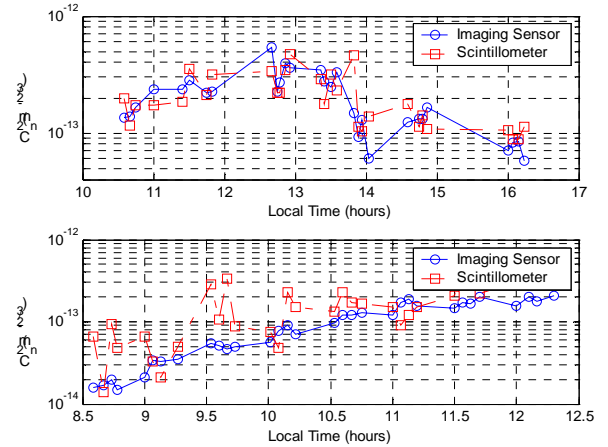 10^-12
Imaging Sensor
Scintillometer
10^-13
10 11 12 13 14 15 16 17
Local Time (hours)
10^-12
Imaging Sensor
Scintillometer
10^-13
10^-14
8.5 9 9.5 10 10.5 11 11.5 12 12.5
Local Time (hours)